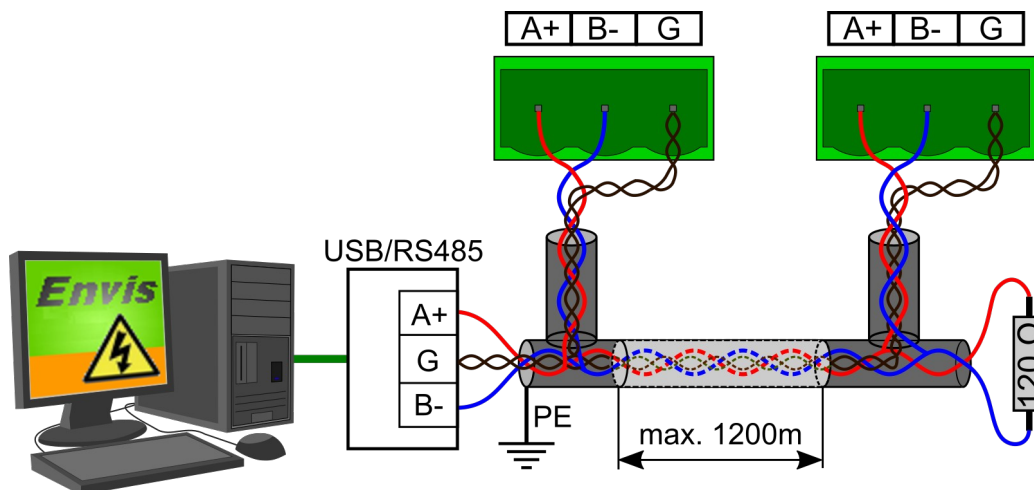 A+ B- G
A+ B- G
USB/RS485
Envis
A+
G
B-
PE
max. 1200m
120 Ω